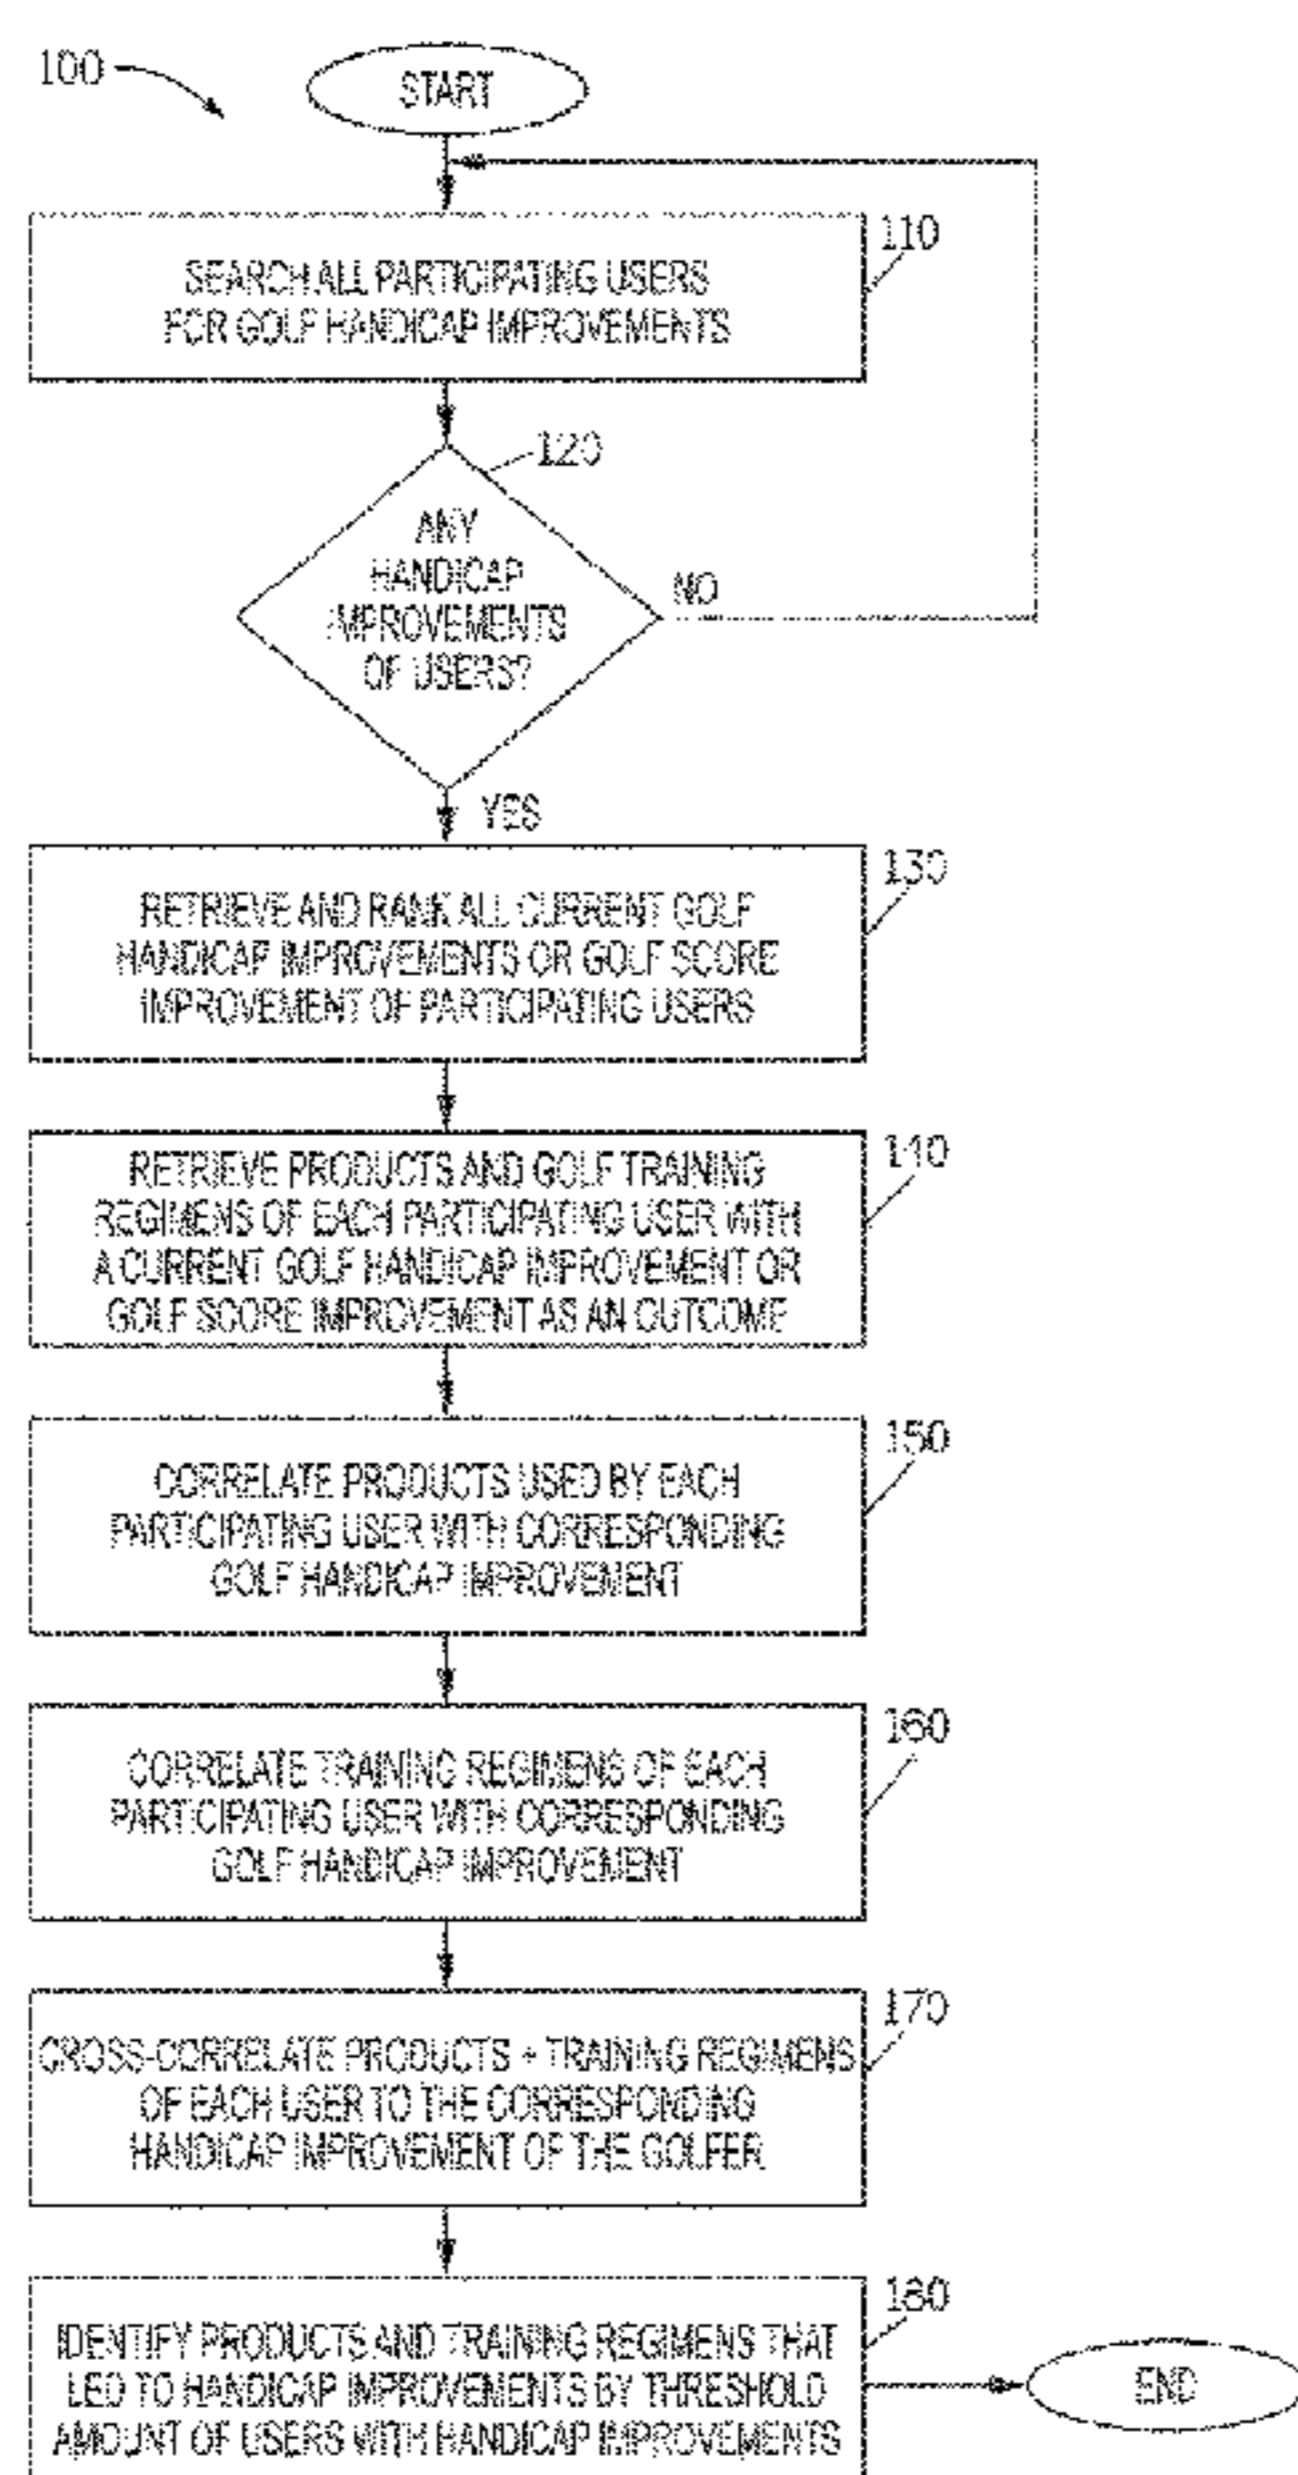 100
START
110
SEARCH ALL PARTICIPATING USERS
FOR GOLF HANDICAP IMPROVEMENTS
120
ANY
HANDICAP
IMPROVEMENTS
OF USERS?
NO
YES
130
RETRIEVE AND RANK ALL CURRENT GOLF
HANDICAP IMPROVEMENTS OR GOLF SCORE
IMPROVEMENT OF PARTICIPATING USERS
140
RETRIEVE PRODUCTS AND GOLF TRAINING
REGIMENS OF EACH PARTICIPATING USER WITH
A CURRENT GOLF HANDICAP IMPROVEMENT OR
GOLF SCORE IMPROVEMENT AS AN OUTCOME
150
CORRELATE PRODUCTS USED BY EACH
PARTICIPATING USER WITH CORRESPONDING
GOLF HANDICAP IMPROVEMENT
160
CORRELATE TRAINING REGIMENS OF EACH
PARTICIPATING USER WITH CORRESPONDING
GOLF HANDICAP IMPROVEMENT
170
CROSS-CORRELATE PRODUCTS + TRAINING REGIMENS
OF EACH USER TO THE CORRESPONDING
HANDICAP IMPROVEMENT OF THE GOLFER
180
IDENTIFY PRODUCTS AND TRAINING REGIMENS THAT
LED TO HANDICAP IMPROVEMENTS BY THRESHOLD
AMOUNT OF USERS WITH HANDICAP IMPROVEMENTS
END